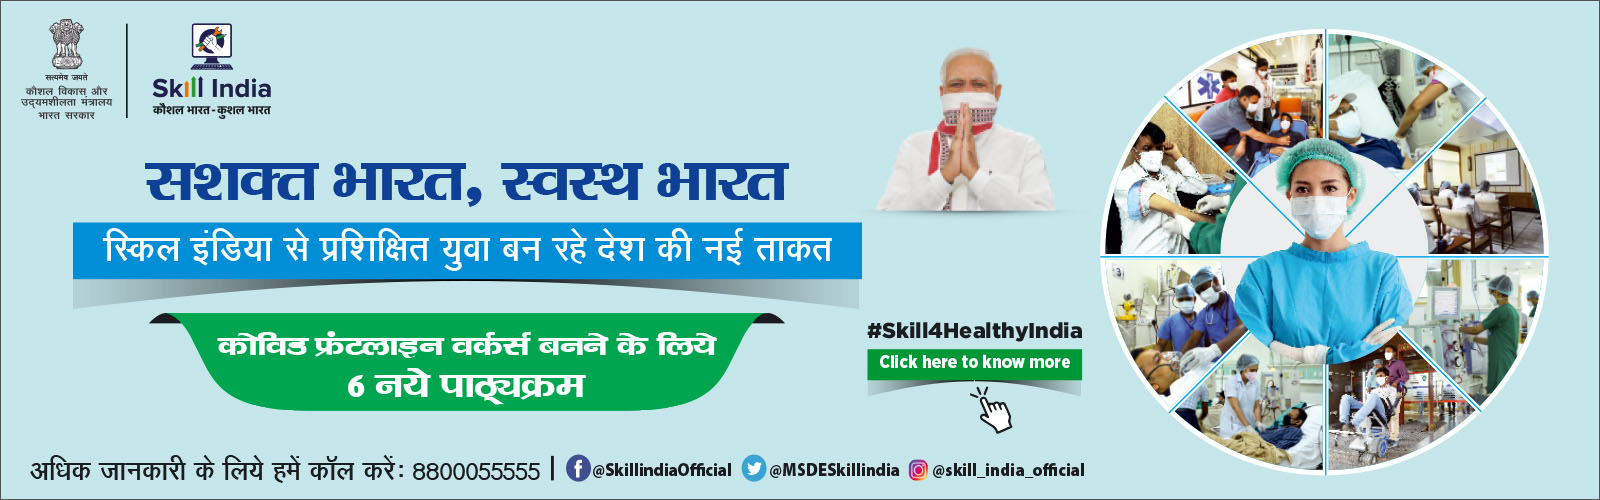 सत्यमेव जयते
कौशल विकास और
उद्यमशीलता मंत्रालय
भारत सरकार
Skill India
कौशल भारत - कुशल भारत
सशक्त भारत, स्वस्थ भारत
स्किल इंडिया से प्रशिक्षित युवा बन रहे देश की नई ताकत
कोविड फ्रंटलाइन वर्कर्स बनने के लिये
6 नये पाठ्यक्रम
#Skill4HealthyIndia
Click here to know more
अधिक जानकारी के लिये हमें कॉल करें: 8800055555 | @SkillindiaOfficial @MSDESkillindia @skill_india_official